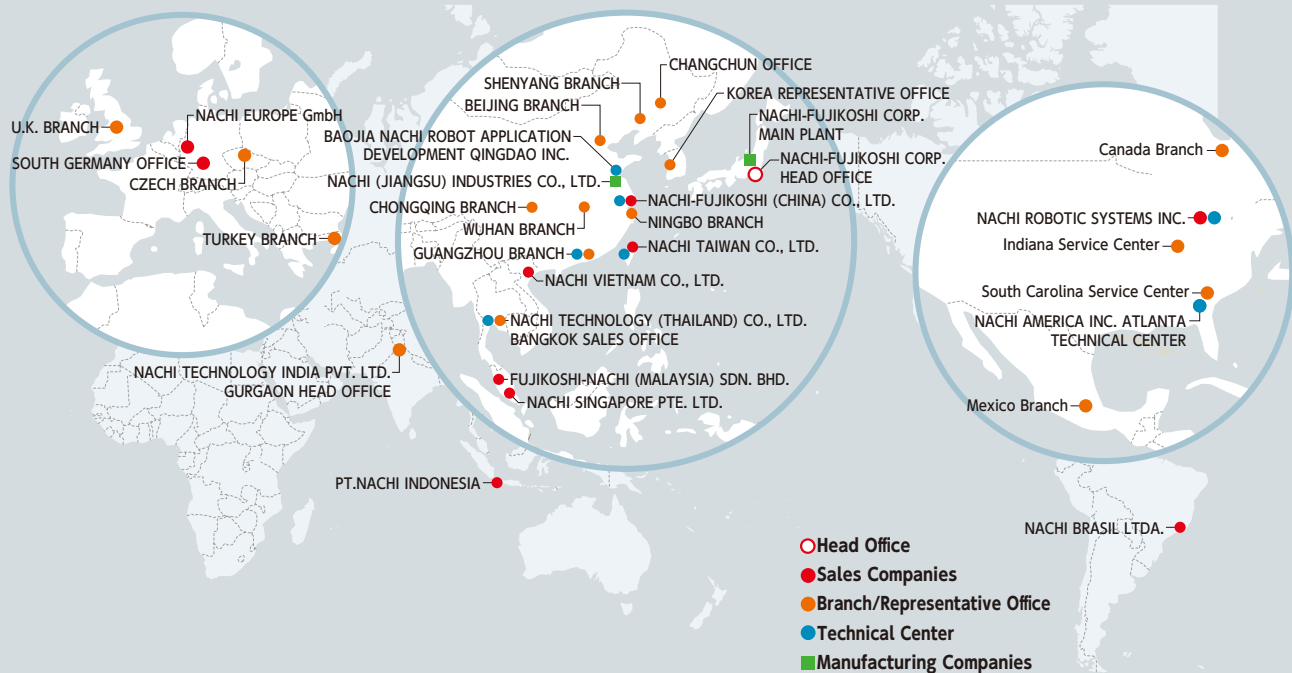 U.K. BRANCH
NACHI EUROPE GmbH
SOUTH GERMANY OFFICE
CZECH BRANCH
TURKEY BRANCH
NACHI TECHNOLOGY INDIA PVT. LTD.
GURGAON HEAD OFFICE
CHANGCHUN OFFICE
SHENYANG BRANCH
KOREA REPRESENTATIVE OFFICE
BEIJING BRANCH
NACHI-FUJIKOSHI CORP.
MAIN PLANT
BAOJIA NACHI ROBOT APPLICATION
DEVELOPMENT QINGDAO INC.
NACHI-FUJIKOSHI CORP.
HEAD OFFICE
NACHI (JIANGSU) INDUSTRIES CO., LTD.
NACHI-FUJIKOSHI (CHINA) CO., LTD.
CHONGQING BRANCH
NINGBO BRANCH
WUHAN BRANCH
NACHI TAIWAN CO., LTD.
GUANGZHOU BRANCH
NACHI VIETNAM CO., LTD.
NACHI TECHNOLOGY (THAILAND) CO., LTD.
BANGKOK SALES OFFICE
FUJIKOSHI-NACHI (MALAYSIA) SDN. BHD.
NACHI SINGAPORE PTE. LTD.
PT.NACHI INDONESIA
Canada Branch
NACHI ROBOTIC SYSTEMS INC.
Indiana Service Center
South Carolina Service Center
NACHI AMERICA INC. ATLANTA
TECHNICAL CENTER
Mexico Branch
NACHI BRASIL LTDA.
Head Office
Sales Companies
Branch/Representative Office
Technical Center
Manufacturing Companies